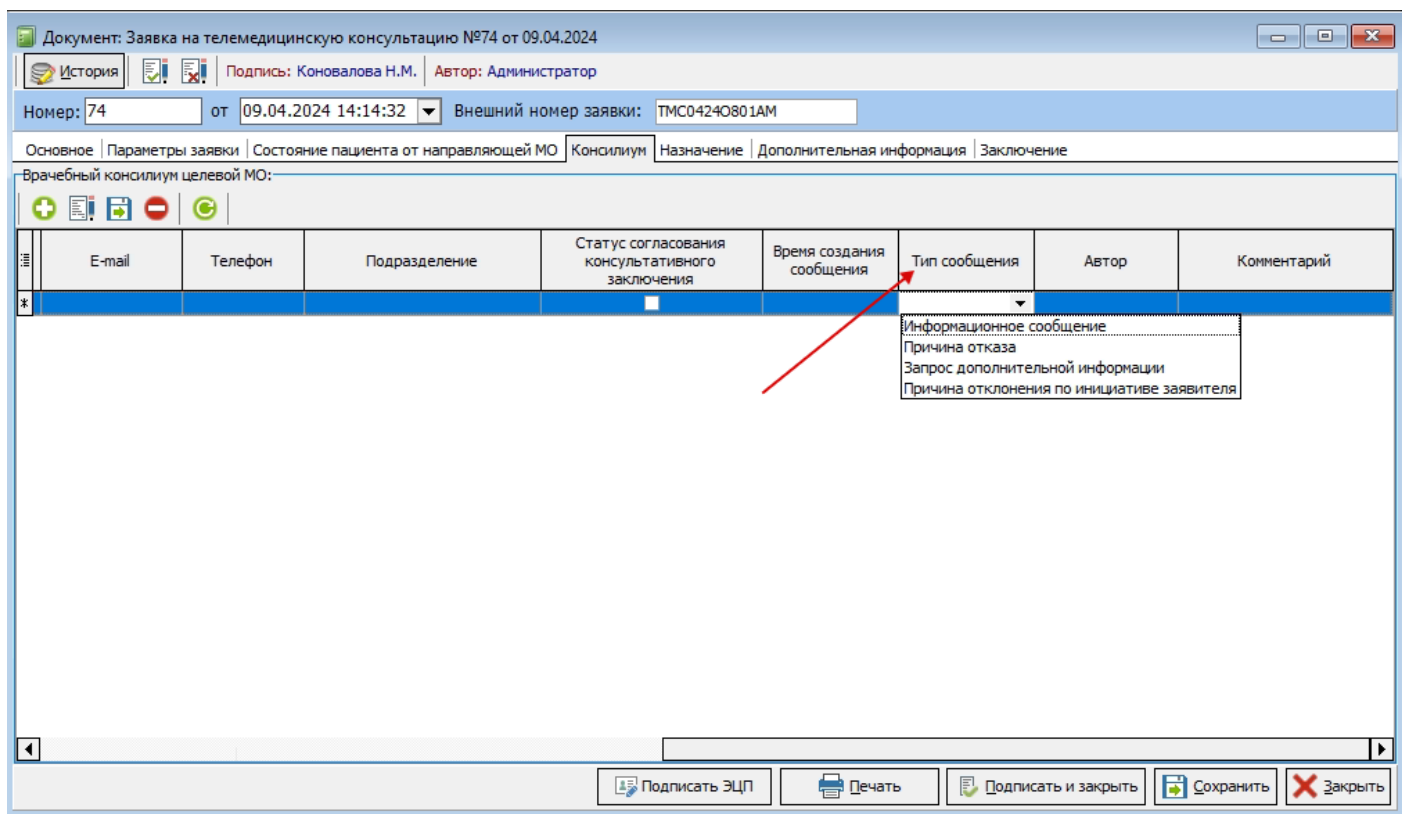 Документ: Заявка на телемедицинскую консультацию №74 от 09.04.2024
История Подпись: Коновалова Н.М. Автор: Администратор
Номер: 74 от 09.04.2024 14:14:32 Внешний номер заявки: ТМС0424О801АМ
Основное Параметры заявки Состояние пациента от направляющей МО Консилиум Назначение Дополнительная информация Заключение
Врачебный консилиум целевой МО:
E-mail Телефон Подразделение Статус согласования консультативного заключения Время создания сообщения Тип сообщения Автор Комментарий
*
Информационное сообщение
Причина отказа
Запрос дополнительной информации
Причина отклонения по инициативе заявителя
Подписать ЭЦП Печать Подписать и закрыть Сохранить Закрыть